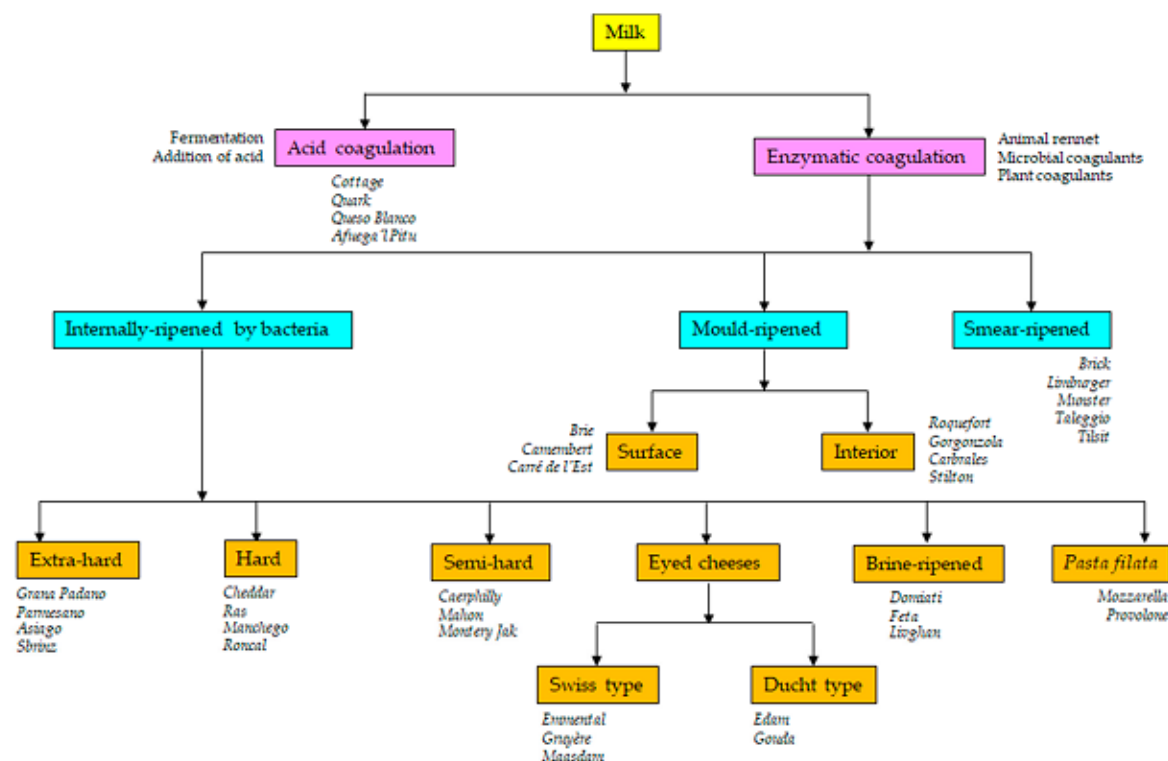 Milk
Fermentation
Addition of acid
Acid coagulation
Cottage
Quark
Queso Blanco
Afuega 'l Pitu
Enzymatic coagulation
Animal rennet
Microbial coagulants
Plant coagulants
Internally-ripened by bacteria
Mould-ripened
Smear-ripened
Brick
Limburger
Munster
Taleggio
Tilsit
Brie
Camembert
Carré de l'Est
Surface
Interior
Roquefort
Gorgonzola
Carbrales
Stilton
Extra-hard
Grana Padano
Parmesano
Asiago
Sbrinz
Hard
Cheddar
Ras
Manchego
Roncal
Semi-hard
Caerphilly
Mahon
Montery Jak
Eyed cheeses
Brine-ripened
Domiati
Feta
Livghan
Pasta filata
Mozzarella
Provolone
Swiss type
Emmental
Gruyère
Maasdam
Ducht type
Edam
Gouda